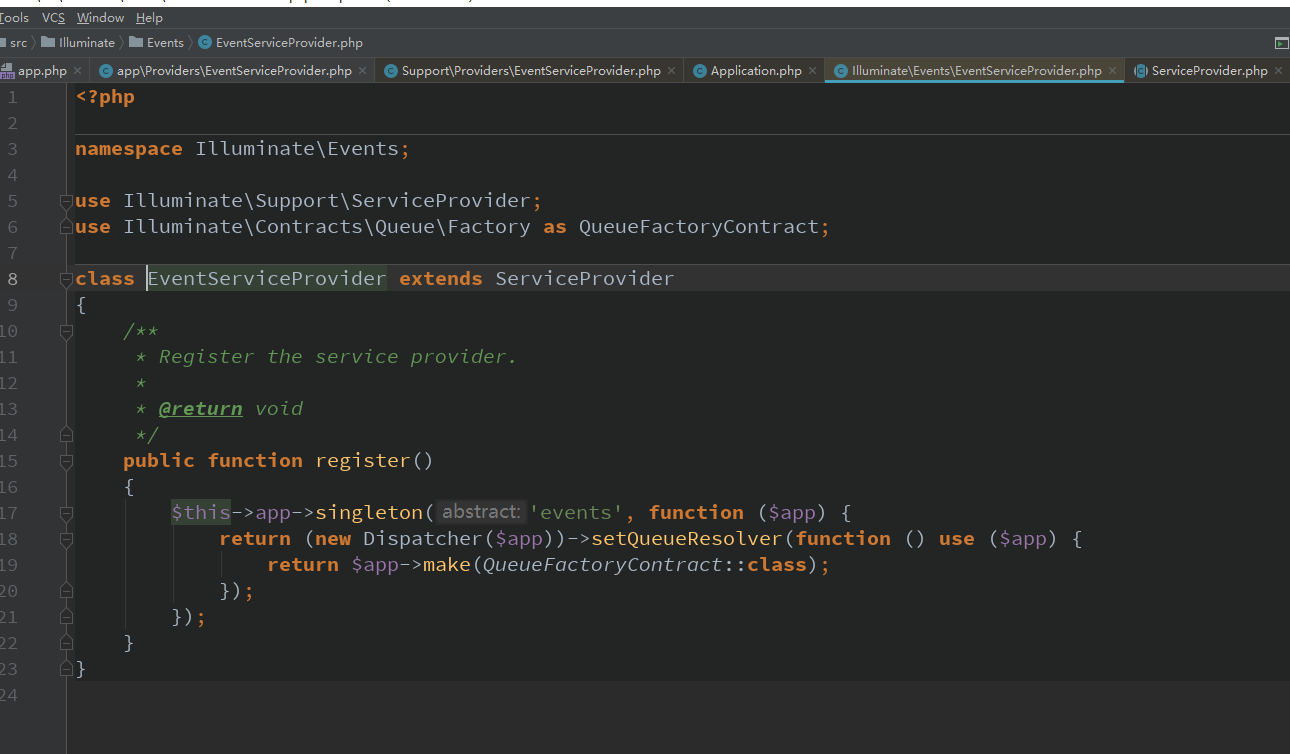 Tools VCS Window Help
src Illuminate Events EventServiceProvider.php
app.php app\Providers\EventServiceProvider.php Support\Providers\EventServiceProvider.php Application.php Illuminate\Events\EventServiceProvider.php ServiceProvider.php
1 <?php
2
3 namespace Illuminate\Events;
4
5 use Illuminate\Support\ServiceProvider;
6 use Illuminate\Contracts\Queue\Factory as QueueFactoryContract;
7
8 class EventServiceProvider extends ServiceProvider
9 {
10 /**
11 * Register the service provider.
12 *
13 * @return void
14 */
15 public function register()
16 {
17 $this->app->singleton( abstract: 'events', function ($app) {
18 return (new Dispatcher($app))->setQueueResolver(function () use ($app) {
19 return $app->make(QueueFactoryContract::class);
20 });
21 });
22 }
23 }
24